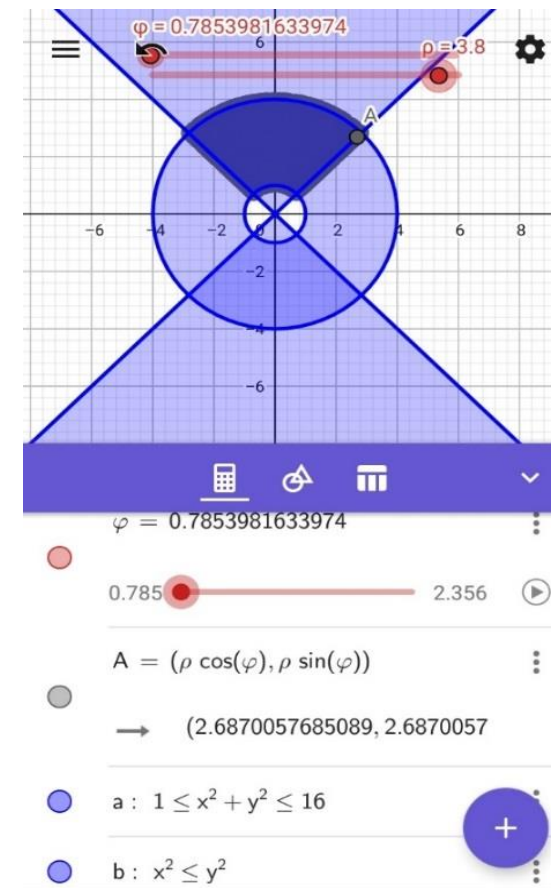 φ = 0.7853981633974
6
ρ = 3.8
A
−6
−4
−2
0
2
4
6
8
−2
−4
−6
φ = 0.7853981633974
0.785
2.356
A = (ρ cos(φ), ρ sin(φ))
→ (2.6870057685089, 2.6870057
a : 1 ≤ x² + y² ≤ 16
+
b : x² ≤ y²